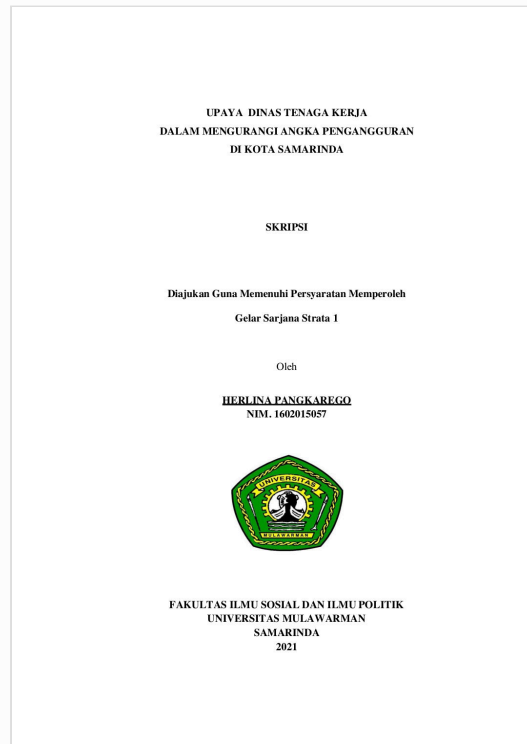 UPAYA DINAS TENAGA KERJA
DALAM MENGURANGI ANGKA PENGANGGURAN
DI KOTA SAMARINDA
SKRIPSI
Diajukan Guna Memenuhi Persyaratan Memperoleh
Gelar Sarjana Strata 1
Oleh
HERLINA PANGKAREGO
NIM. 1602015057
UNIVERSITAS
MULAWARMAN
FAKULTAS ILMU SOSIAL DAN ILMU POLITIK
UNIVERSITAS MULAWARMAN
SAMARINDA
2021